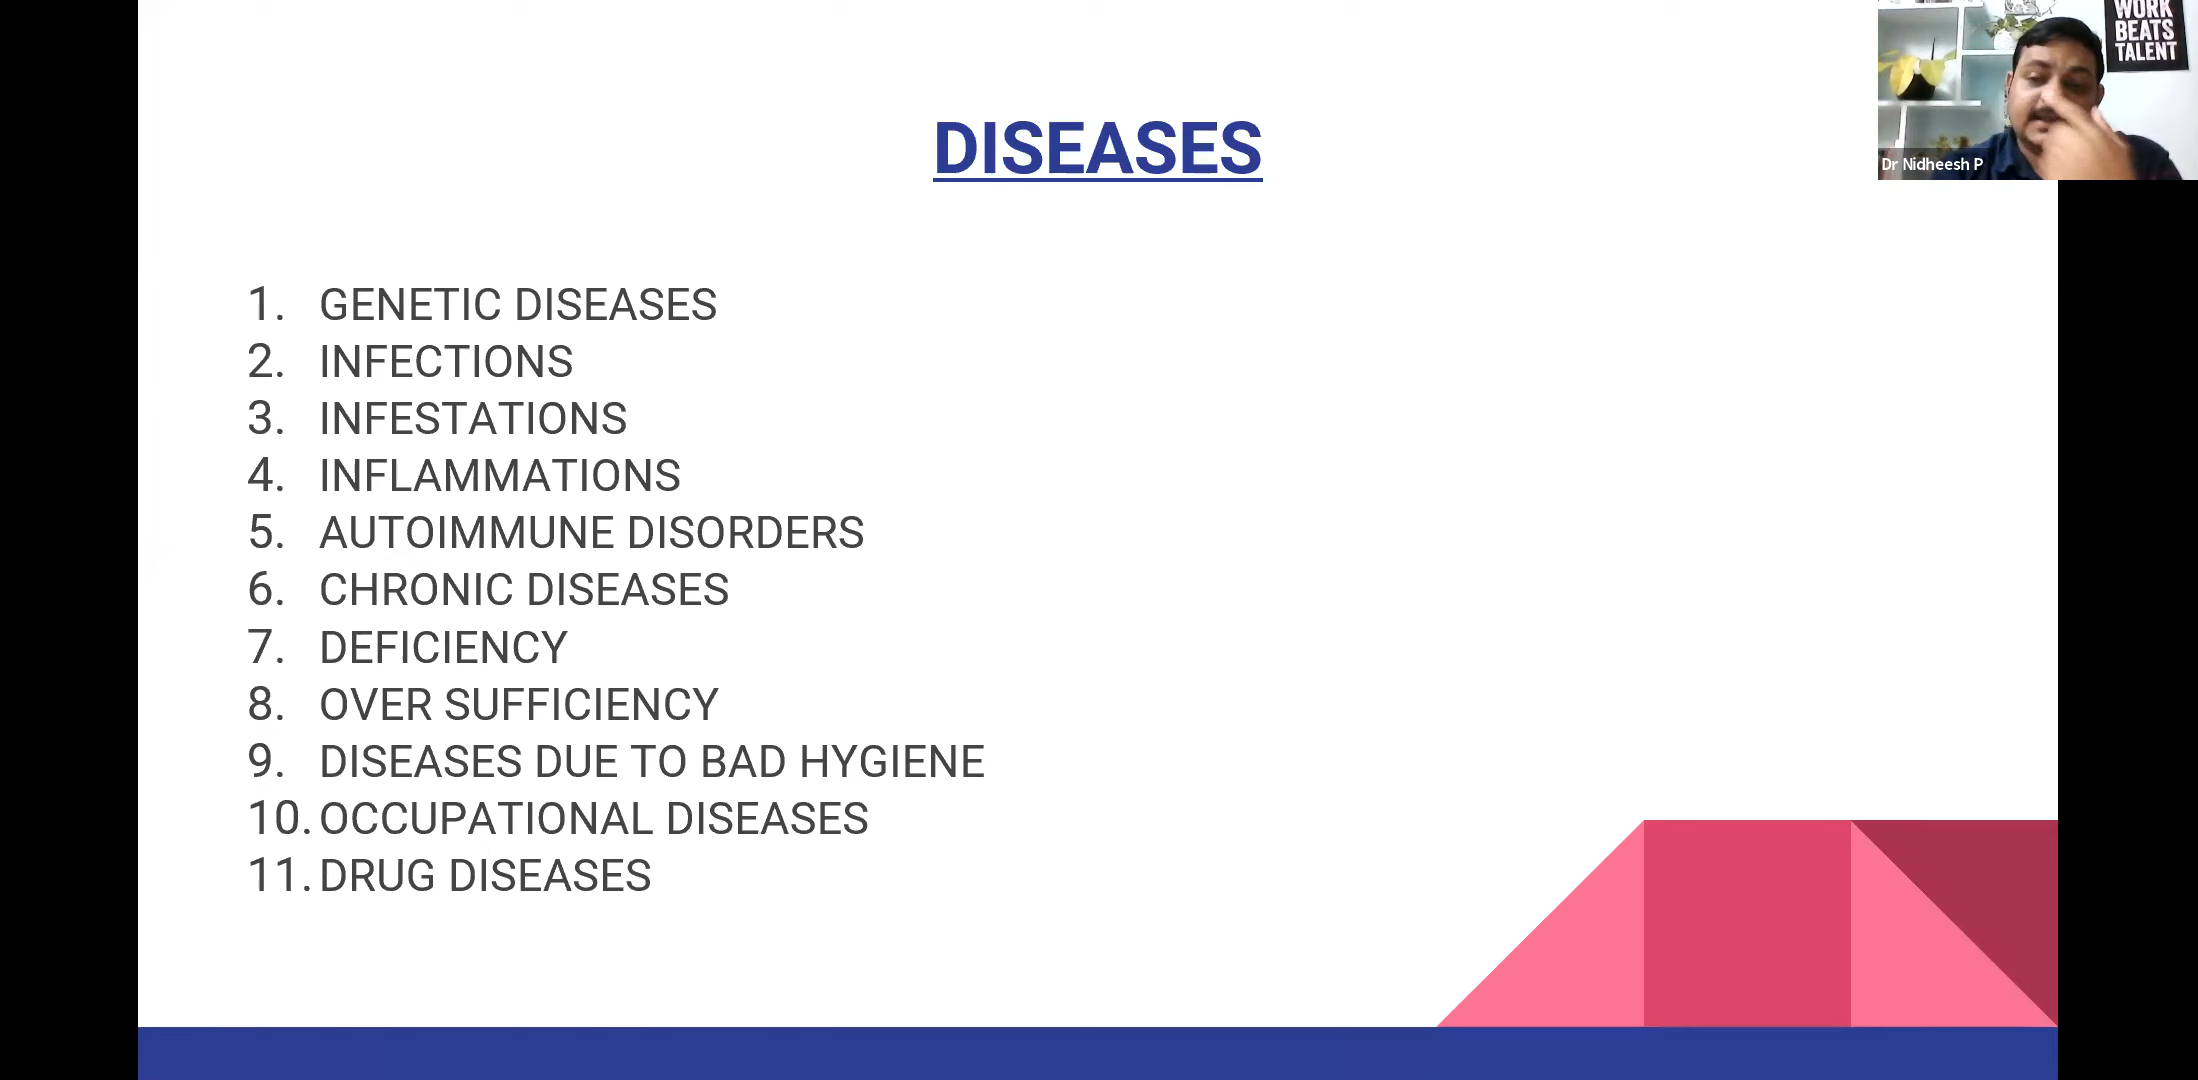 DISEASES
1. GENETIC DISEASES
2. INFECTIONS
3. INFESTATIONS
4. INFLAMMATIONS
5. AUTOIMMUNE DISORDERS
6. CHRONIC DISEASES
7. DEFICIENCY
8. OVER SUFFICIENCY
9. DISEASES DUE TO BAD HYGIENE
10. OCCUPATIONAL DISEASES
11. DRUG DISEASES
WORK
BEATS
TALENT
Dr Nidheesh P